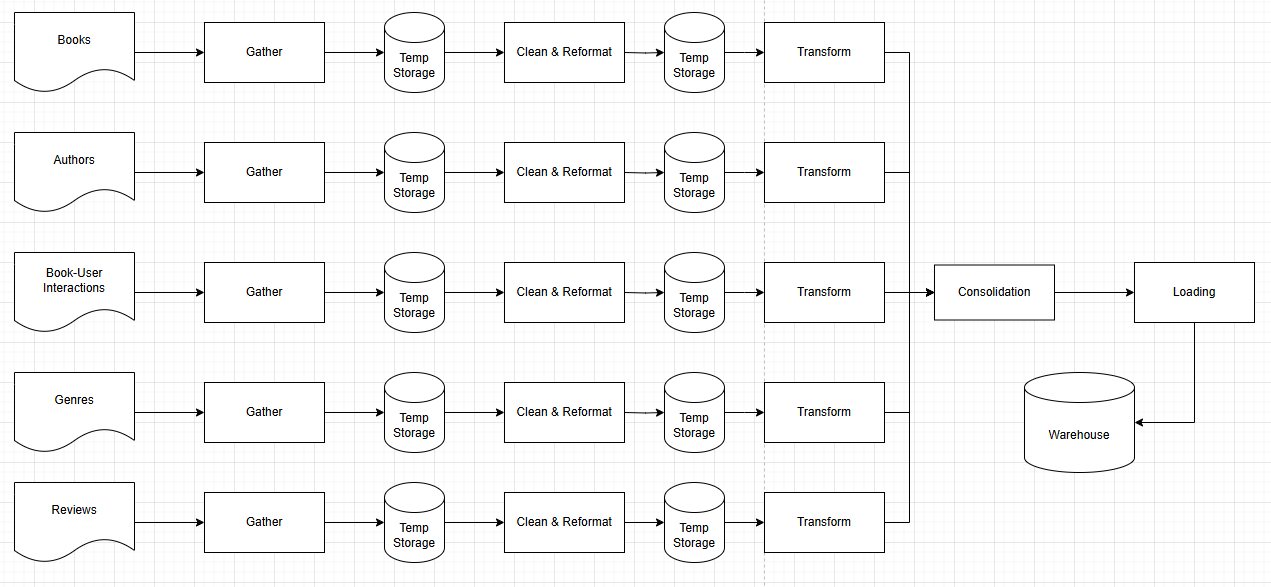 Books
Gather
Temp
Storage
Clean & Reformat
Temp
Storage
Transform
Authors
Gather
Temp
Storage
Clean & Reformat
Temp
Storage
Transform
Book-User
Interactions
Gather
Temp
Storage
Clean & Reformat
Temp
Storage
Transform
Consolidation
Loading
Genres
Gather
Temp
Storage
Clean & Reformat
Temp
Storage
Transform
Warehouse
Reviews
Gather
Temp
Storage
Clean & Reformat
Temp
Storage
Transform